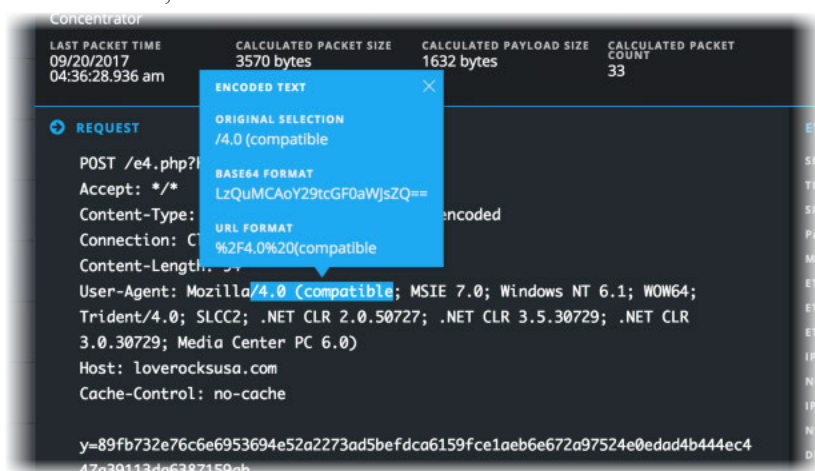 Concentrator
LAST PACKET TIME
09/20/2017
04:36:28.936 am
CALCULATED PACKET SIZE
3570 bytes
CALCULATED PAYLOAD SIZE
1632 bytes
CALCULATED PACKET
COUNT
33
ENCODED TEXT
ORIGINAL SELECTION
/4.0 (compatible
BASE64 FORMAT
LzQuMCAoY29tcGF0aWJsZQ==
URL FORMAT
%2F4.0%20(compatible
REQUEST
POST /e4.php?
Accept: */*
Content-Type: encoded
Connection:
Content-Length:
User-Agent: Mozilla/4.0 (compatible; MSIE 7.0; Windows NT 6.1; WOW64;
Trident/4.0; SLCC2; .NET CLR 2.0.50727; .NET CLR 3.5.30729; .NET CLR
3.0.30729; Media Center PC 6.0)
Host: loverocksusa.com
Cache-Control: no-cache
y=89fb732e76c6e6953694e52a2273ad5befdca6159fce1aeb6e672a97524e0edad4b444ec4